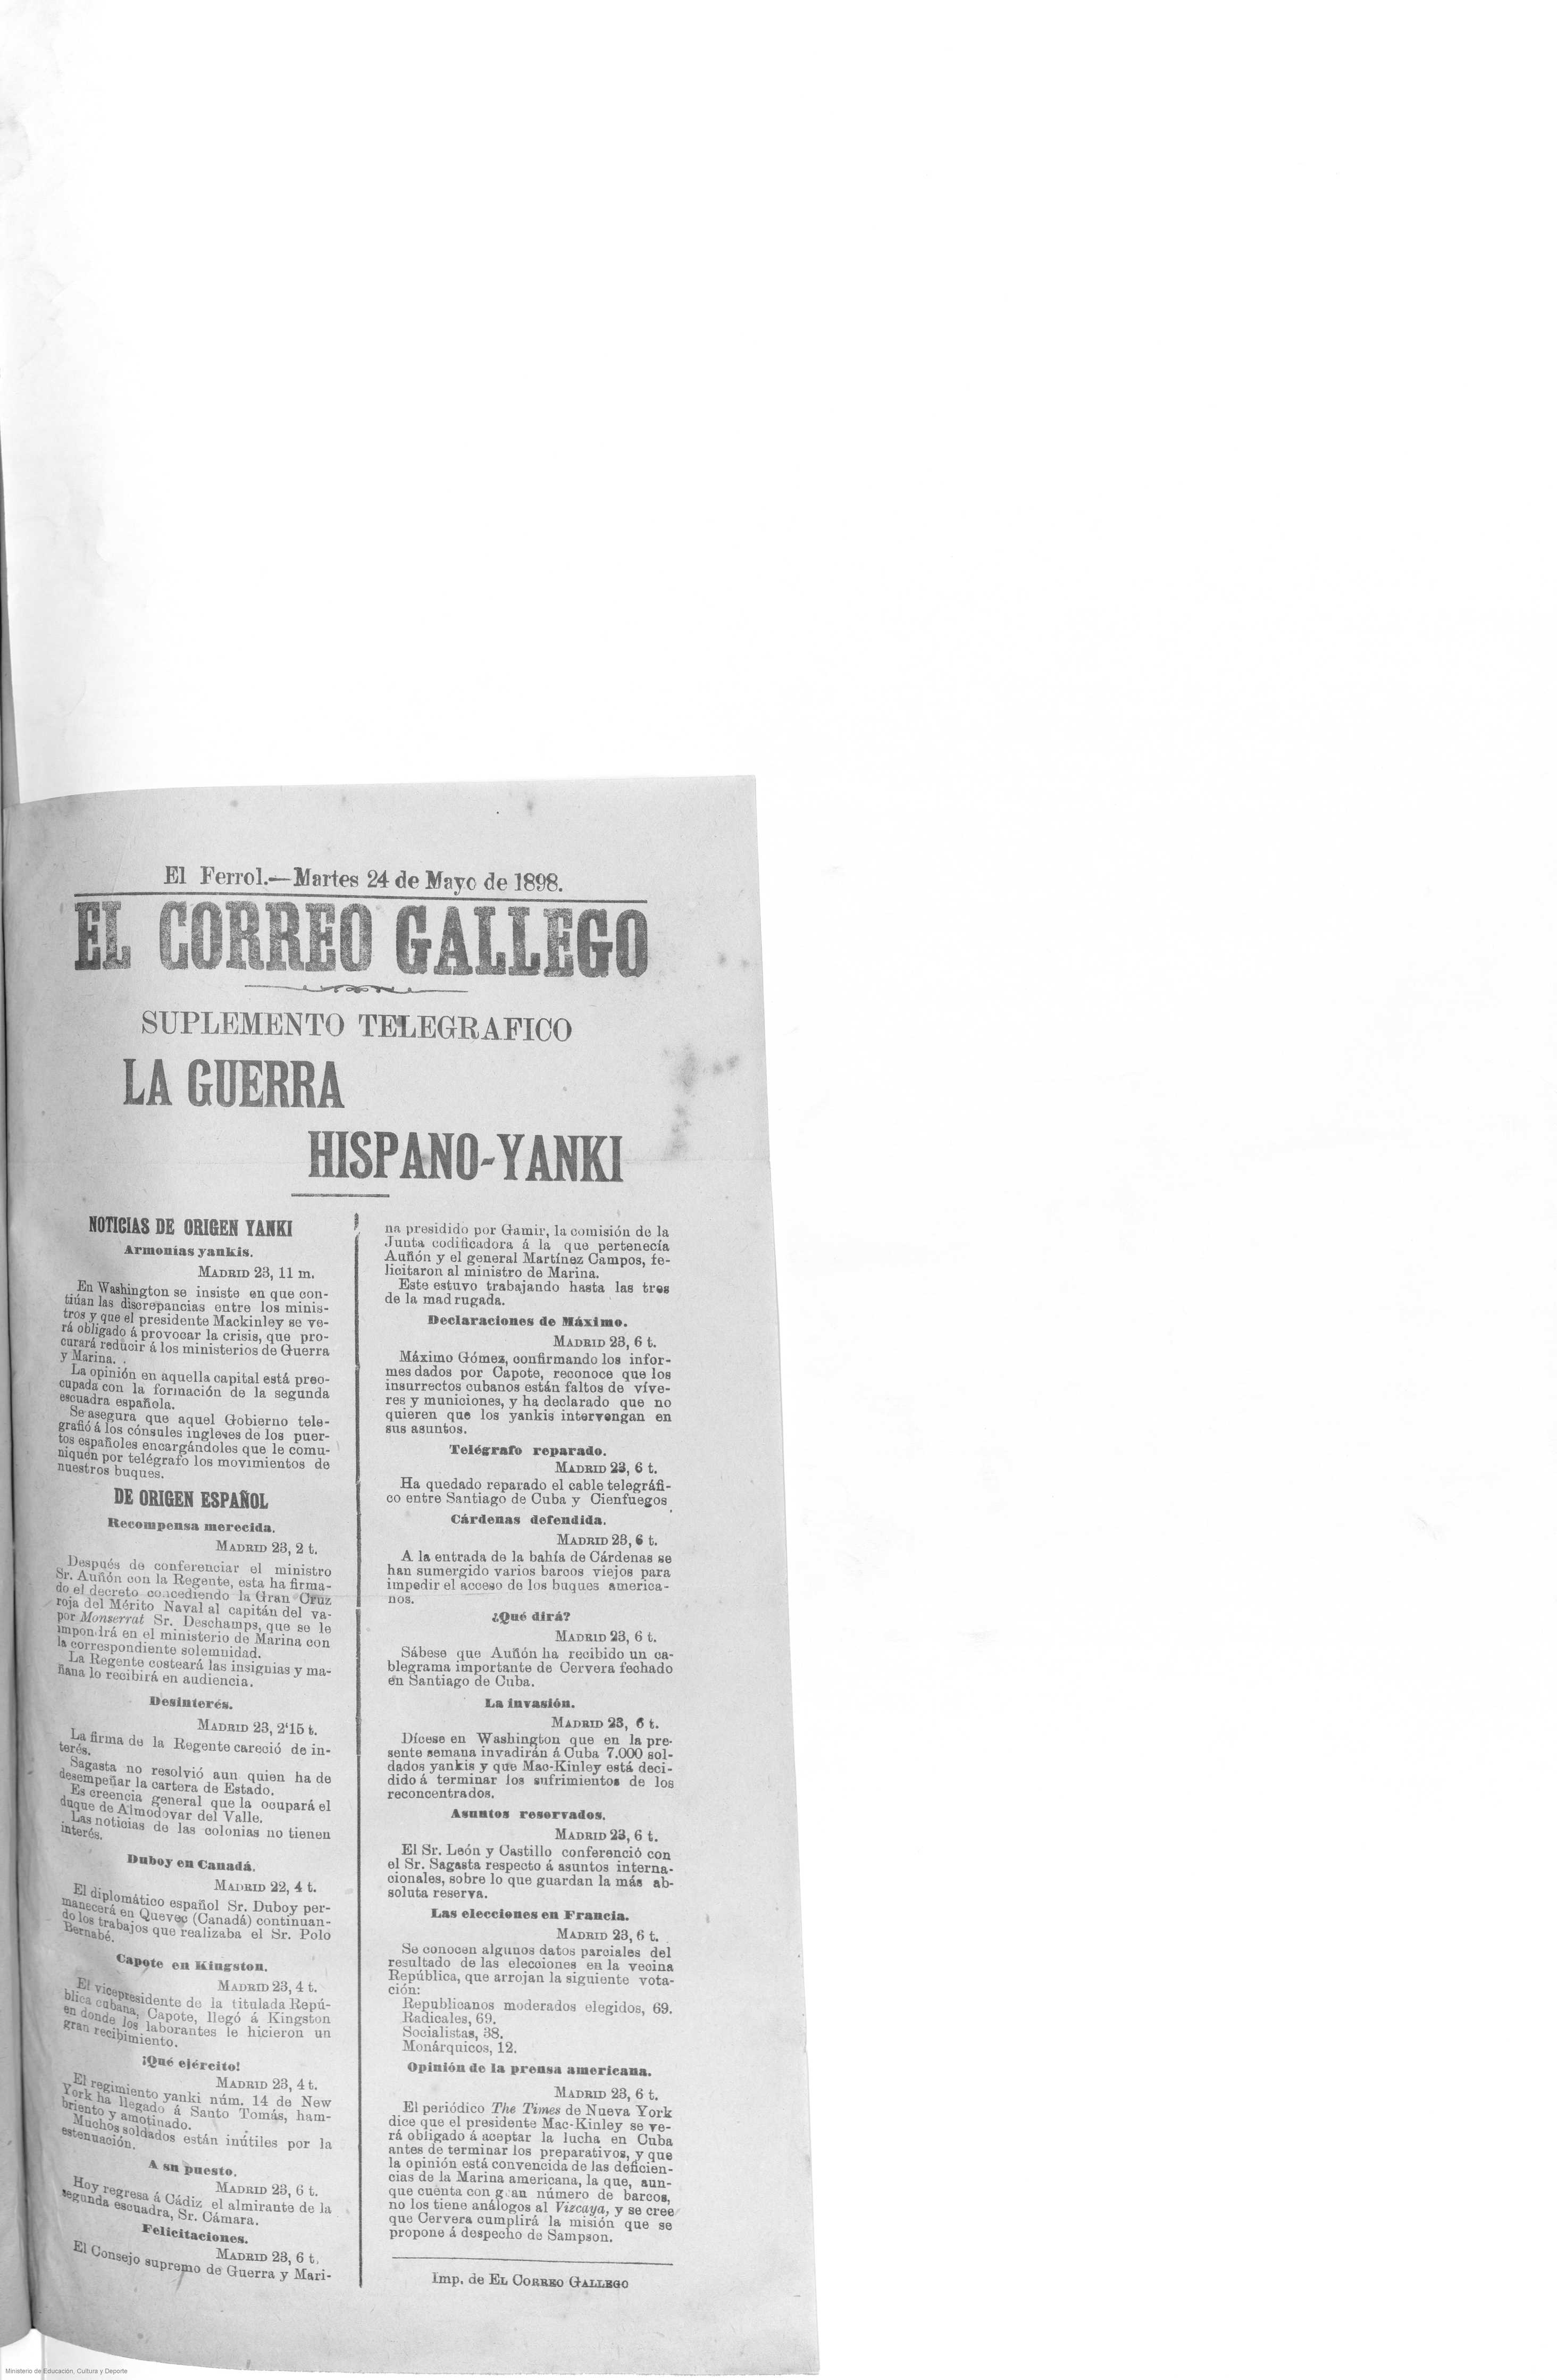 El Ferrol.—Martes 24 de Mayo de 1898.
EL CORREO GALLEGO
SUPLEMENTO TELEGRAFICO
LA GUERRA
HISPANO-YANKI
NOTICIAS DE ORIGEN YANKI
Armonías yankis.
MADRID 23, 11 m.
En Washington se insiste en que con-
tinúan las discrepancias entre los minis-
tros y que el presidente Mackinley se ve-
rá obligado á provocar la crisis, que pro-
curará reducir á los ministerios de Guerra
y Marina.
La opinión en aquella capital está preo-
cupada con la formación de la segunda
escuadra española.
Se asegura que aquel Gobierno tele-
grafió á los cónsules ingleses de los puer-
tos españoles encargándoles que le comu-
niquen por telégrafo los movimientos de
nuestros buques.
DE ORIGEN ESPAÑOL
Recompensa merecida.
MADRID 23, 2 t.
Después de conferenciar el ministro
Sr. Auñón con la Regente, esta ha firma-
do el decreto concediendo la Gran Cruz
roja del Mérito Naval al capitán del va-
por Monserrat Sr. Deschamps, que se le
impondrá en el ministerio de Marina con
la correspondiente solemnidad.
La Regente costeará las insignias y ma-
ñana lo recibirá en audiencia.
Desinterés.
MADRID 23, 2'15 t.
La firma de la Regente careció de in-
terés.
Sagasta no resolvió aun quien ha de
desempeñar la cartera de Estado.
Es creencia general que la ocupará el
duque de Almodovar del Valle.
Las noticias de las colonias no tienen
interés.
Duboy en Canadá.
MADRID 22, 4 t.
El diplomático español Sr. Duboy per-
manecerá en Quevec (Canadá) continuan-
do los trabajos que realizaba el Sr. Polo
Bernabé.
Capote en Kingston.
MADRID 23, 4 t.
El vicepresidente de la titulada Repú-
blica cubana, Capote, llegó á Kingston
en donde los laborantes le hicieron un
gran recibimiento.
¡Qué ejército!
MADRID 23, 4 t.
El regimiento yanki núm. 14 de New
York ha llegado á Santo Tomás, ham-
briento y amotinado.
Muchos soldados están inútiles por la
estenuación.
A su puesto.
MADRID 23, 6 t.
Hoy regresa á Cádiz el almirante de la
segunda escuadra, Sr. Cámara.
Felicitaciones.
MADRID 23, 6 t.
El Consejo supremo de Guerra y Mari-
na presidido por Gamir, la comisión de la
Junta codificadora á la que pertenecía
Auñón y el general Martínez Campos, fe-
licitaron al ministro de Marina.
Este estuvo trabajando hasta las tres
de la madrugada.
Declaraciones de Máximo.
MADRID 23, 6 t.
Máximo Gómez, confirmando los infor-
mes dados por Capote, reconoce que los
insurrectos cubanos están faltos de víve-
res y municiones, y ha declarado que no
quieren que los yankis intervengan en
sus asuntos.
Telégrafo reparado.
MADRID 23, 6 t.
Ha quedado reparado el cable telegráfi-
co entre Santiago de Cuba y Cienfuegos.
Cárdenas defendida.
MADRID 23, 6 t.
A la entrada de la bahía de Cárdenas se
han sumergido varios barcos viejos para
impedir el acceso de los buques america-
nos.
¿Qué dirá?
MADRID 23, 6 t.
Sábese que Auñón ha recibido un ca-
blegrama importante de Cervera fechado
en Santiago de Cuba.
La invasión.
MADRID 23, 6 t.
Dícese en Washington que en la pre-
sente semana invadirán á Cuba 7.000 sol-
dados yankis y que Mac-Kinley está deci-
dido á terminar los sufrimientos de los
reconcentrados.
Asuntos reservados.
MADRID 23, 6 t.
El Sr. León y Castillo conferenció con
el Sr. Sagasta respecto á asuntos interna-
cionales, sobre lo que guardan la más ab-
soluta reserva.
Las elecciones en Francia.
MADRID 23, 6 t.
Se conocen algunos datos parciales del
resultado de las elecciones en la vecina
República, que arrojan la siguiente vota-
ción:
Republicanos moderados elegidos, 69.
Radicales, 69.
Socialistas, 38.
Monárquicos, 12.
Opinión de la prensa americana.
MADRID 23, 6 t.
El periódico The Times de Nueva York
dice que el presidente Mac-Kinley se ve-
rá obligado á aceptar la lucha en Cuba
antes de terminar los preparativos, y que
la opinión está convencida de las deficien-
cias de la Marina americana, la que, aun-
que cuenta con gran número de barcos,
no los tiene análogos al Vizcaya, y se cree
que Cervera cumplirá la misión que se
propone á despecho de Sampson.
Imp. de EL CORREO GALLEGO
Ministerio de Educación, Cultura y Deporte